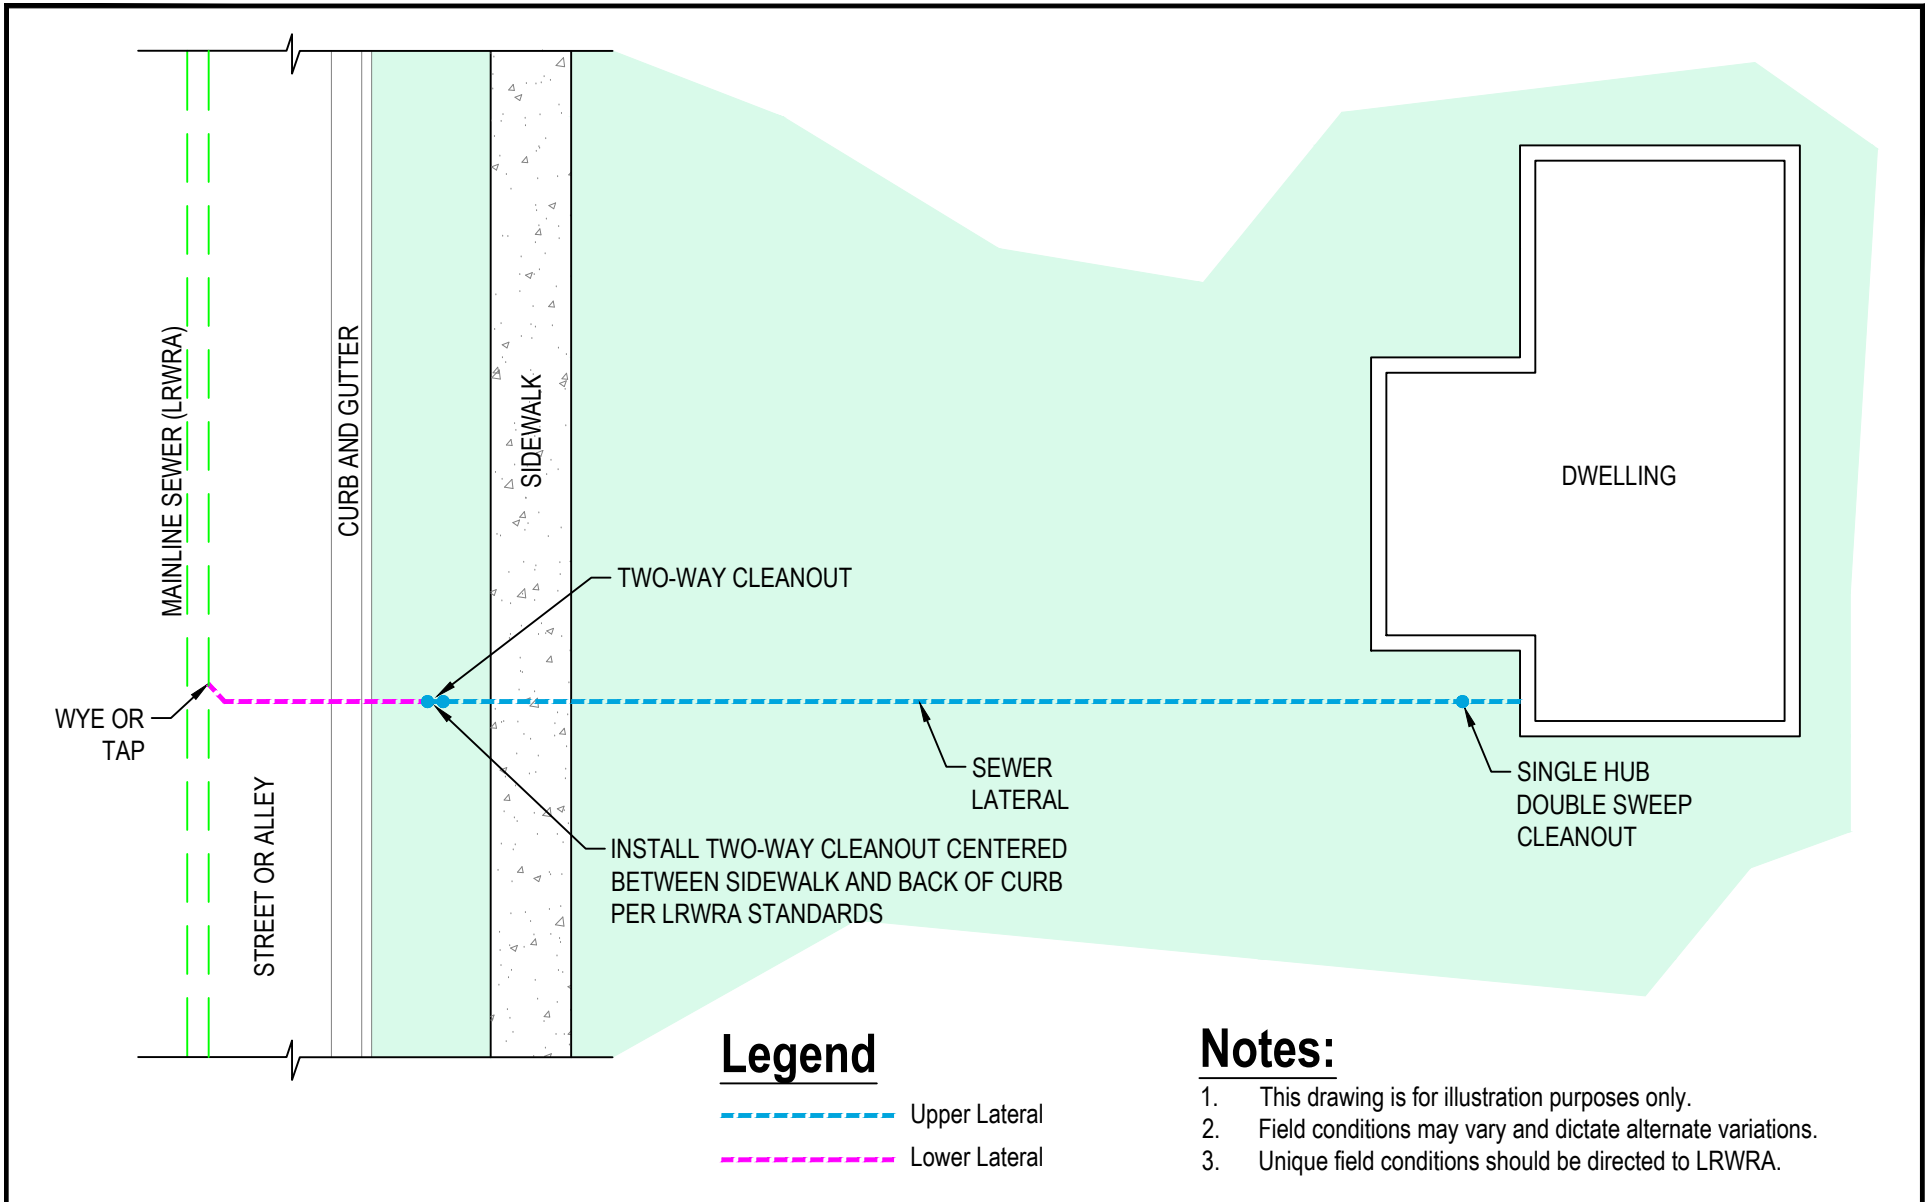 MAINLINE SEWER (LRWRA)
CURB AND GUTTER
SIDEWALK
DWELLING
TWO-WAY CLEANOUT
WYE OR
TAP
STREET OR ALLEY
SEWER
LATERAL
SINGLE HUB
DOUBLE SWEEP
CLEANOUT
INSTALL TWO-WAY CLEANOUT CENTERED
BETWEEN SIDEWALK AND BACK OF CURB
PER LRWRA STANDARDS
Legend
Upper Lateral
Lower Lateral
Notes:
1. This drawing is for illustration purposes only.
2. Field conditions may vary and dictate alternate variations.
3. Unique field conditions should be directed to LRWRA.